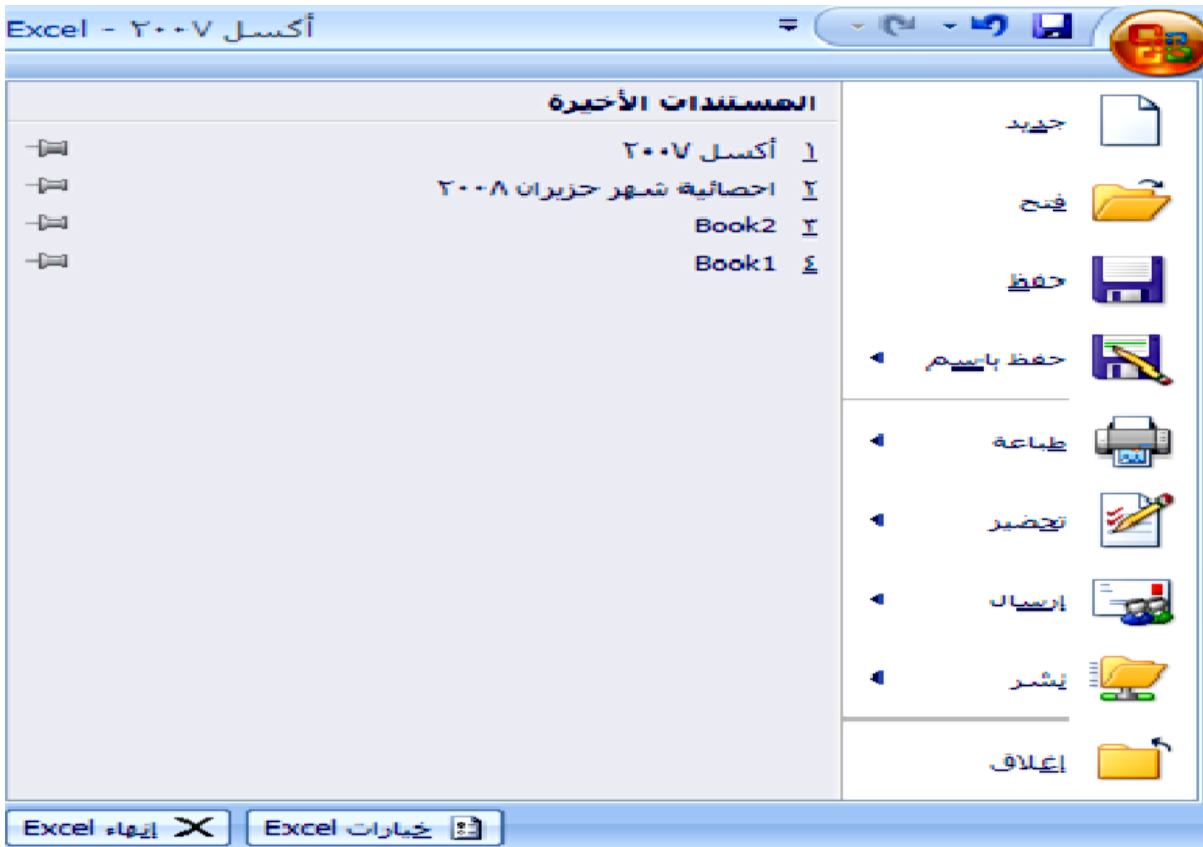 أكسل ٢٠٠٧ - Excel
جديد
فتح
حفظ
حفظ باسم
طباعة
تحضير
إرسال
نشر
إغلاق
المستندات الأخيرة
١ أكسل ٢٠٠٧
٢ احصائية شهر حزيران ٢٠٠٨
٣ Book2
٤ Book1
خيارات Excel
إنهاء Excel